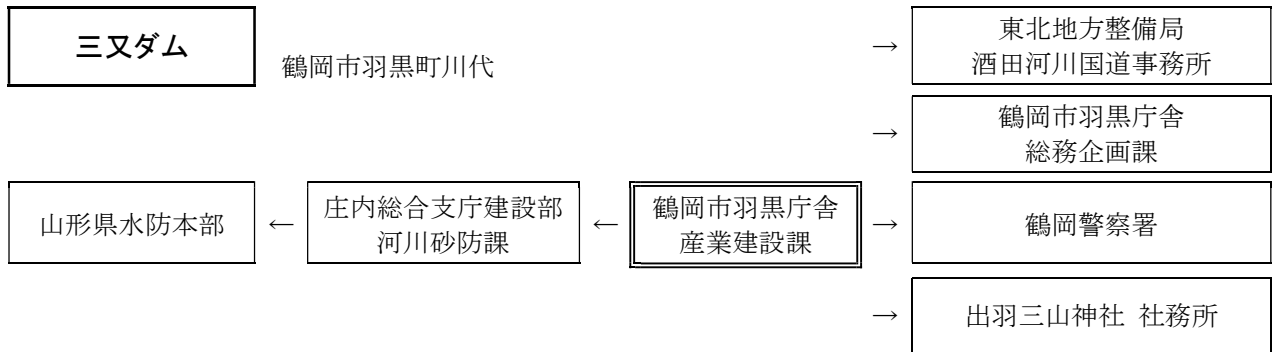 三又ダム
鶴岡市羽黒町川代
→
東北地方整備局
酒田河川国道事務所
→
鶴岡市羽黒庁舎
総務企画課
山形県水防本部
←
庄内総合支庁建設部
河川砂防課
←
鶴岡市羽黒庁舎
産業建設課
→
鶴岡警察署
→
出羽三山神社 社務所